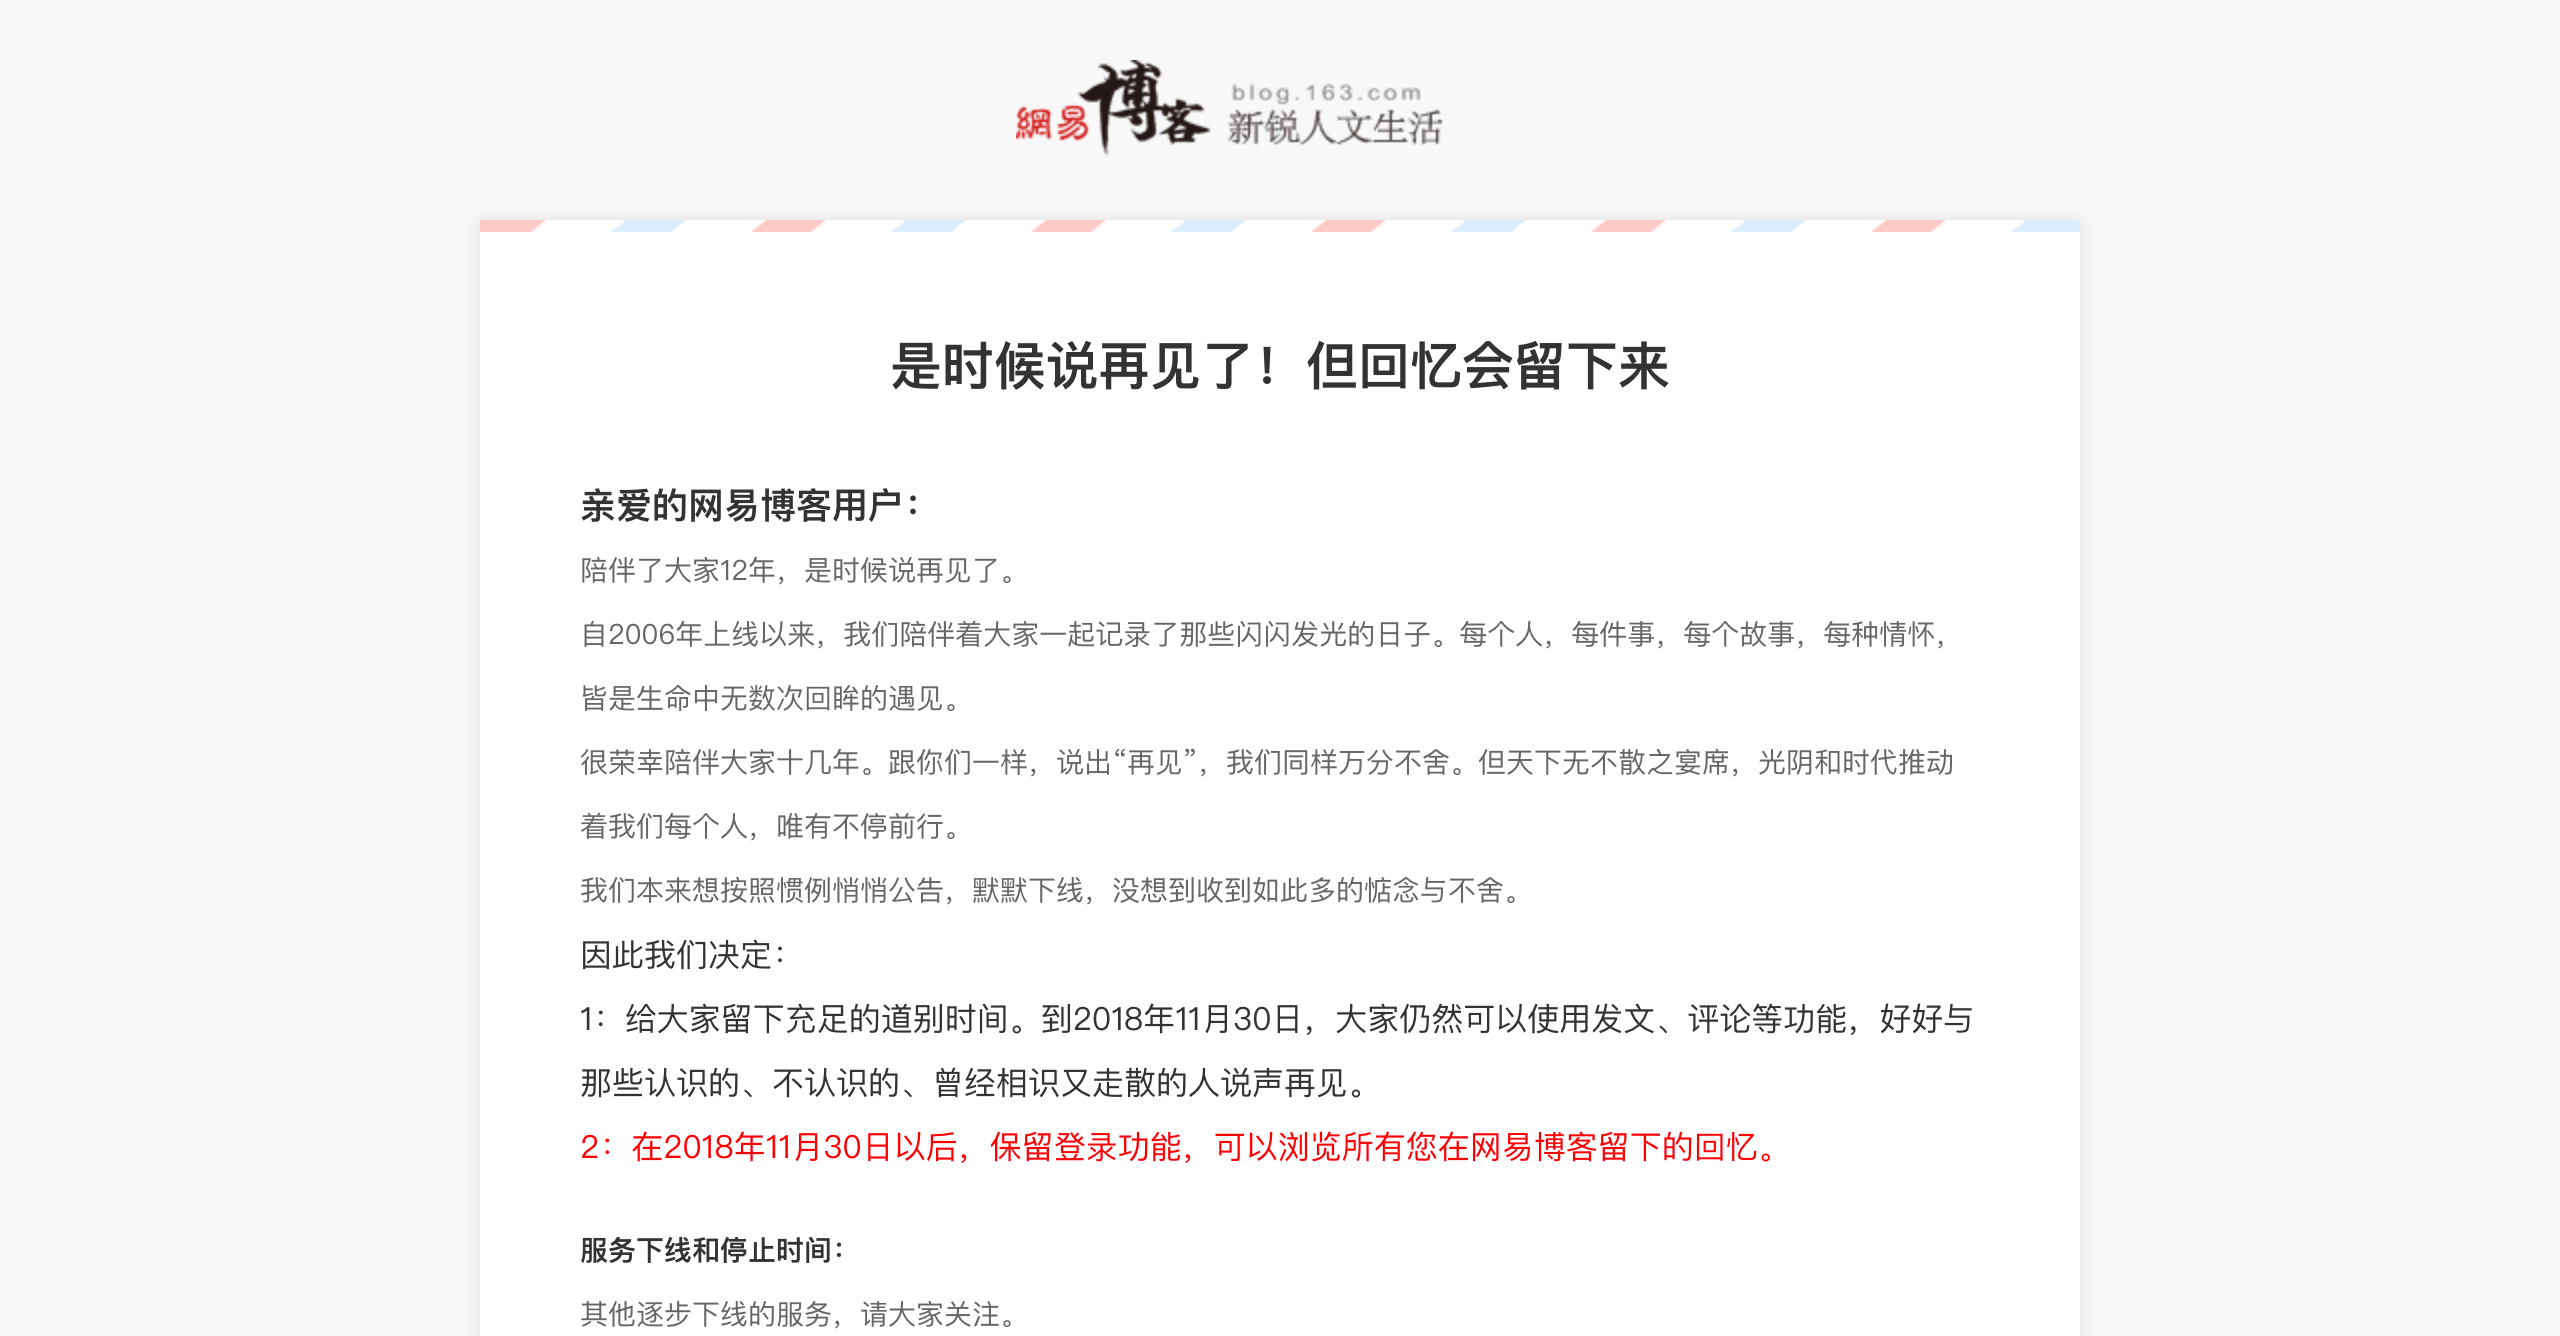 網易博客
blog.163.com
新锐人文生活
是时候说再见了！但回忆会留下来
亲爱的网易博客用户：
陪伴了大家12年，是时候说再见了。
自2006年上线以来，我们陪伴着大家一起记录了那些闪闪发光的日子。每个人，每件事，每个故事，每种情怀，
皆是生命中无数次回眸的遇见。
很荣幸陪伴大家十几年。跟你们一样，说出“再见”，我们同样万分不舍。但天下无不散之宴席，光阴和时代推动
着我们每个人，唯有不停前行。
我们本来想按照惯例悄悄公告，默默下线，没想到收到如此多的惦念与不舍。
因此我们决定：
1：给大家留下充足的道别时间。到2018年11月30日，大家仍然可以使用发文、评论等功能，好好与
那些认识的、不认识的、曾经相识又走散的人说声再见。
2：在2018年11月30日以后，保留登录功能，可以浏览所有您在网易博客留下的回忆。
服务下线和停止时间：
其他逐步下线的服务，请大家关注。